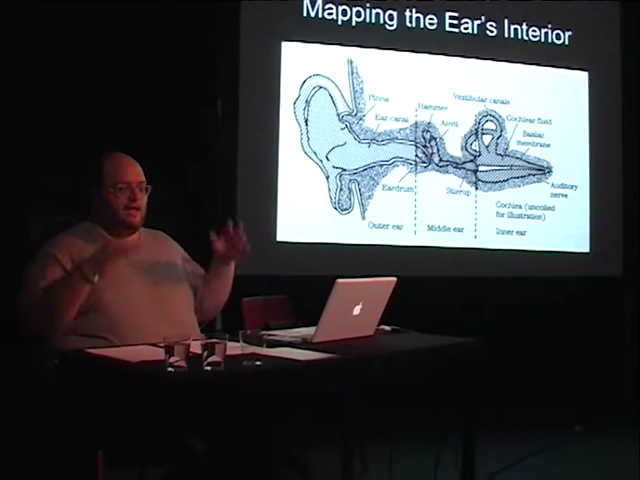 Mapping the Ear's Interior
Pinna
Ear canal
Hammer
Anvil
Vestibular canals
Cochlear fluid
Basilar
membrane
Eardrum
Stirrup
Auditory
nerve
Cochlea (uncoiled
for illustration)
Outer ear
Middle ear
Inner ear